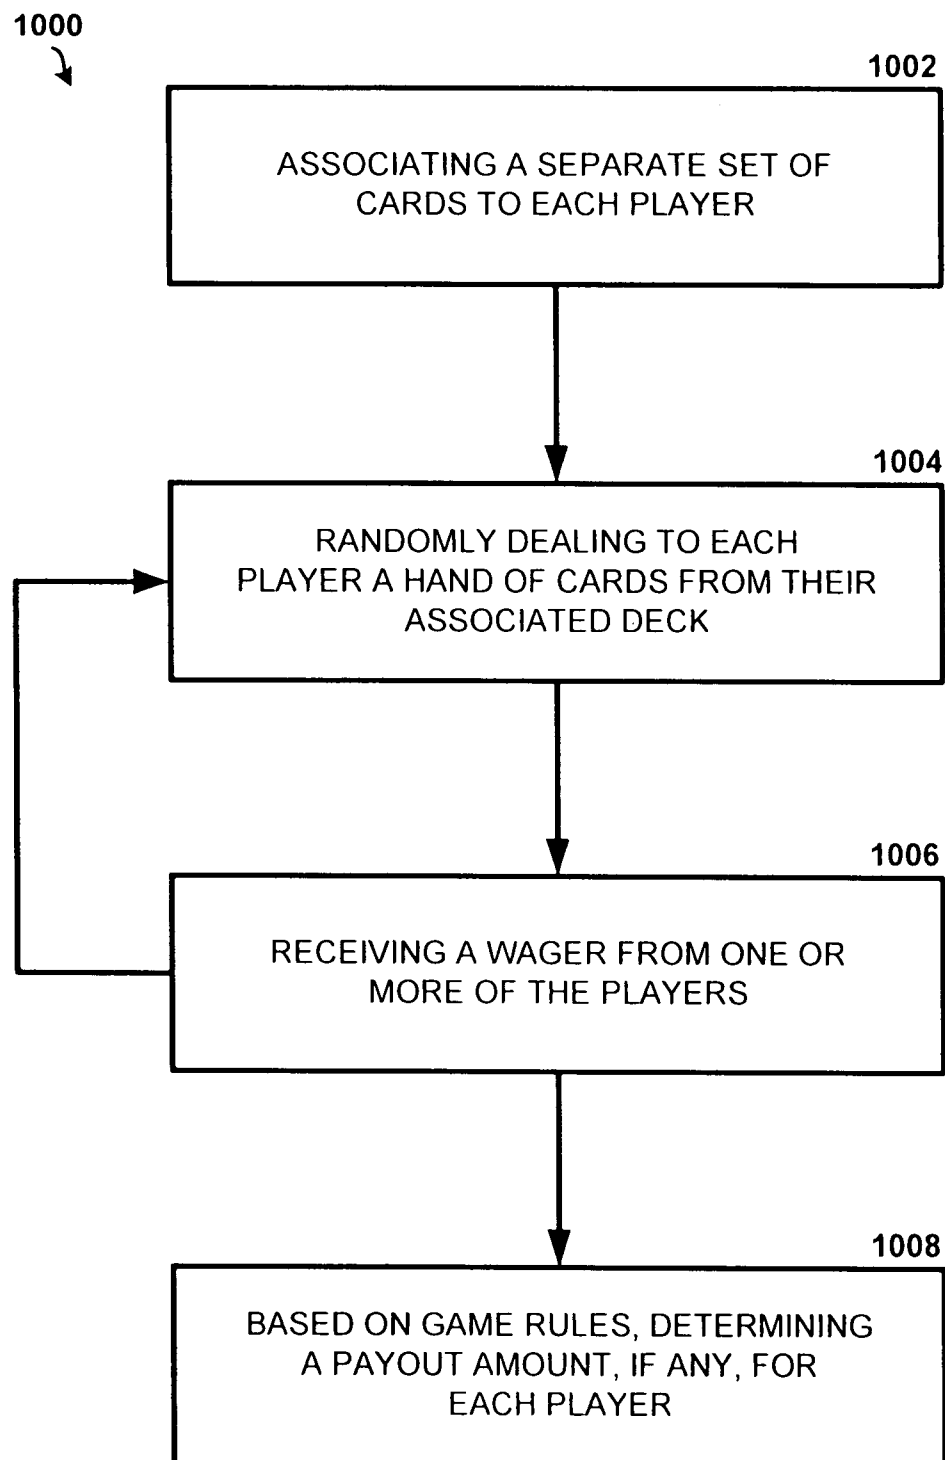 1000
1002
ASSOCIATING A SEPARATE SET OF
CARDS TO EACH PLAYER
1004
RANDOMLY DEALING TO EACH
PLAYER A HAND OF CARDS FROM THEIR
ASSOCIATED DECK
1006
RECEIVING A WAGER FROM ONE OR
MORE OF THE PLAYERS
1008
BASED ON GAME RULES, DETERMINING
A PAYOUT AMOUNT, IF ANY, FOR
EACH PLAYER